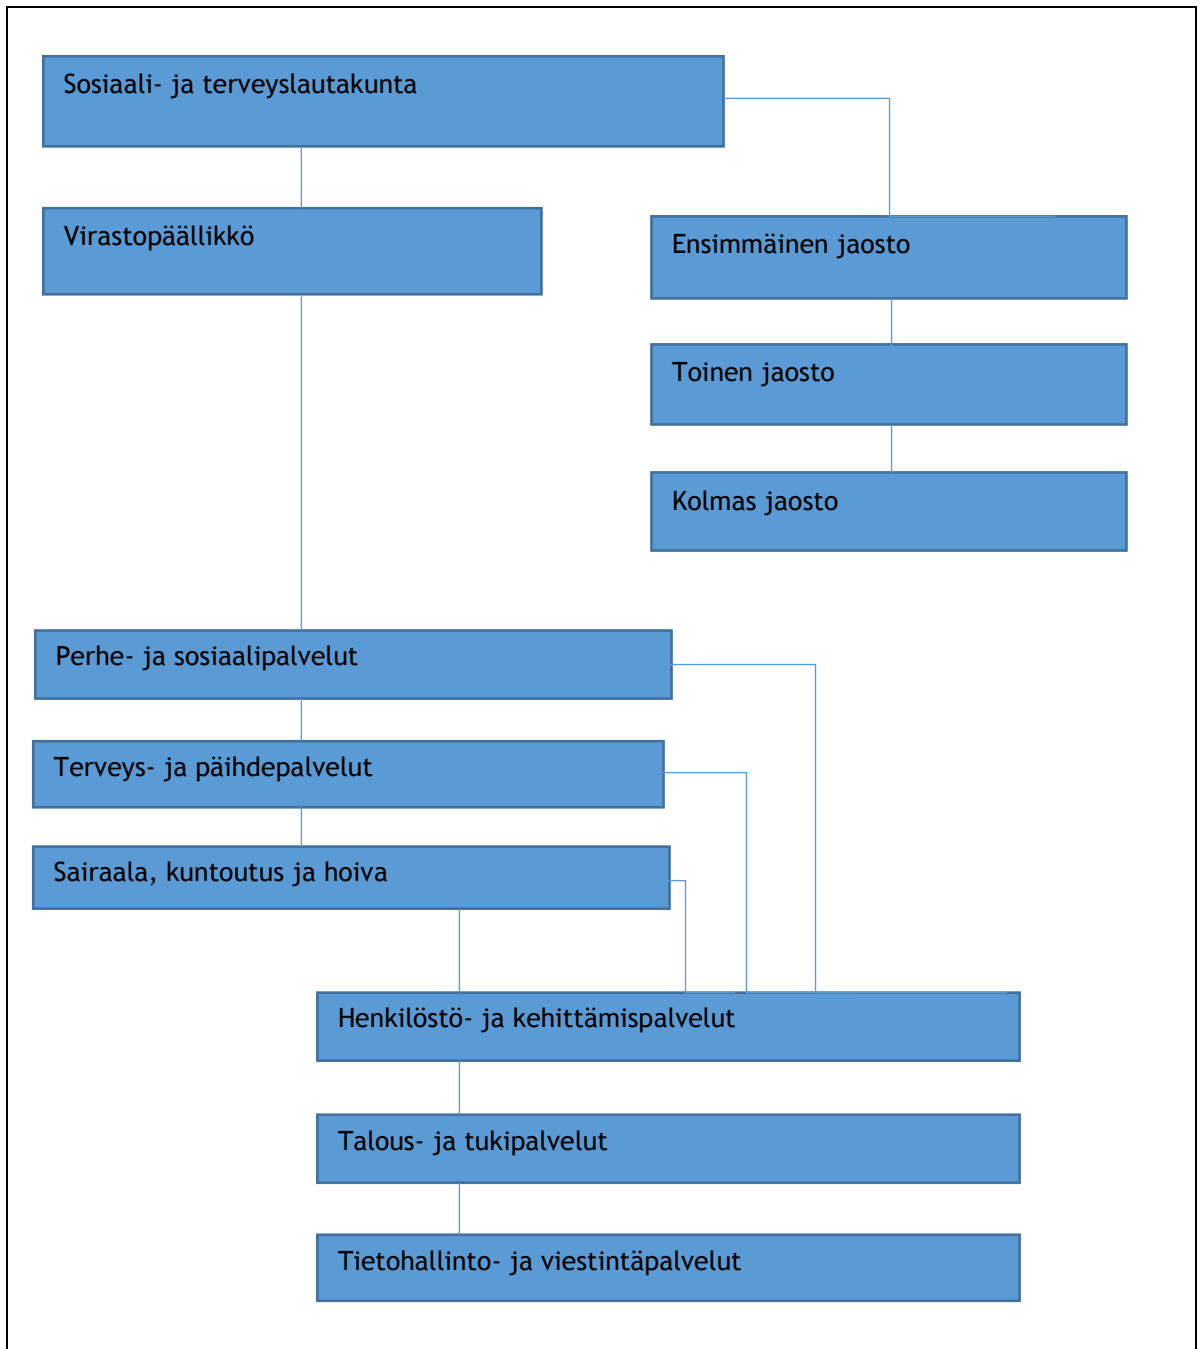 Sosiaali- ja terveyslautakunta
Virastopäällikkö
Ensimmäinen jaosto
Toinen jaosto
Kolmas jaosto
Perhe- ja sosiaalipalvelut
Terveys- ja päihdepalvelut
Sairaala, kuntoutus ja hoiva
Henkilöstö- ja kehittämispalvelut
Talous- ja tukipalvelut
Tietohallinto- ja viestintäpalvelut